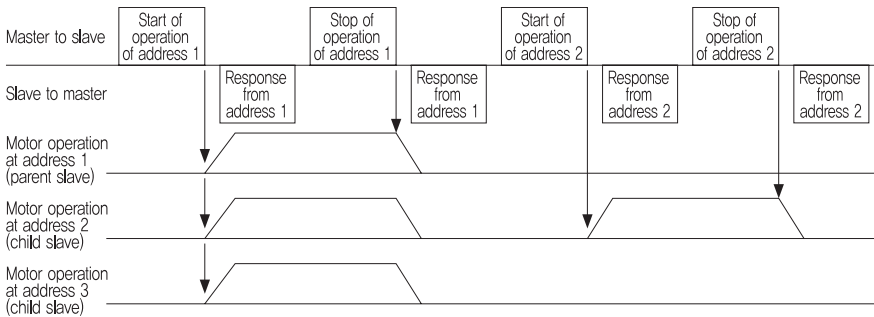 Master to slave
Start of
operation
of address 1
Stop of
operation
of address 1
Start of
operation
of address 2
Stop of
operation
of address 2
Slave to master
Response
from
address 1
Response
from
address 1
Response
from
address 2
Response
from
address 2
Motor operation
at address 1
(parent slave)
Motor operation
at address 2
(child slave)
Motor operation
at address 3
(child slave)